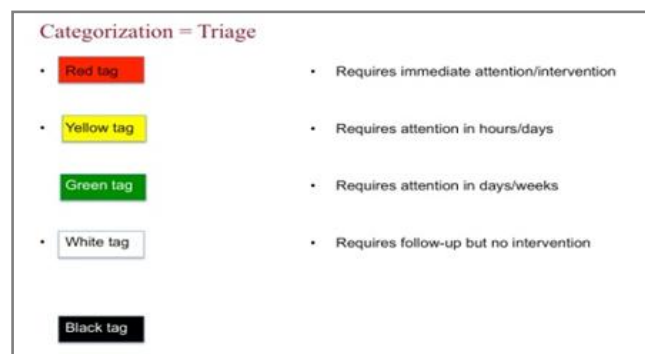 Categorization = Triage
• Red tag • Requires immediate attention/intervention
• Yellow tag • Requires attention in hours/days
Green tag • Requires attention in days/weeks
• White tag • Requires follow-up but no intervention
Black tag